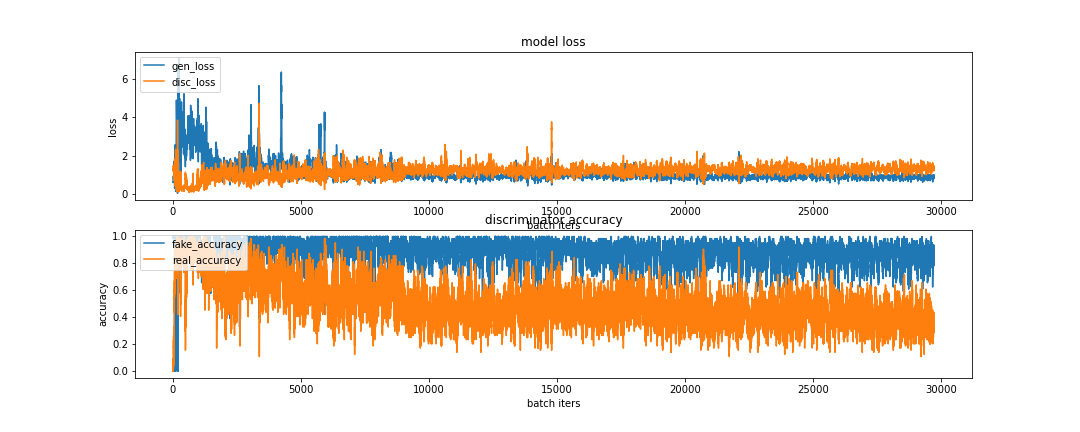 model loss
gen_loss
disc_loss
6
4
2
0
loss
0
5000
10000
15000
20000
25000
30000
batch iters
discriminator accuracy
fake_accuracy
real_accuracy
1.0
0.8
0.6
0.4
0.2
0.0
accuracy
0
5000
10000
15000
20000
25000
30000
batch iters